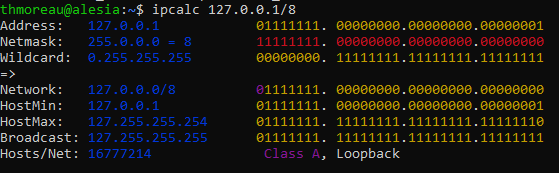 thmoreau@alesia:~$ ipcalc 127.0.0.1/8
Address:   127.0.0.1            01111111. 00000000.00000000.00000001
Netmask:   255.0.0.0 = 8        11111111. 00000000.00000000.00000000
Wildcard:  0.255.255.255        00000000. 11111111.11111111.11111111
=>
Network:   127.0.0.0/8          01111111. 00000000.00000000.00000000
HostMin:   127.0.0.1            01111111. 00000000.00000000.00000001
HostMax:   127.255.255.254      01111111. 11111111.11111111.11111110
Broadcast: 127.255.255.255      01111111. 11111111.11111111.11111111
Hosts/Net: 16777214              Class A, Loopback